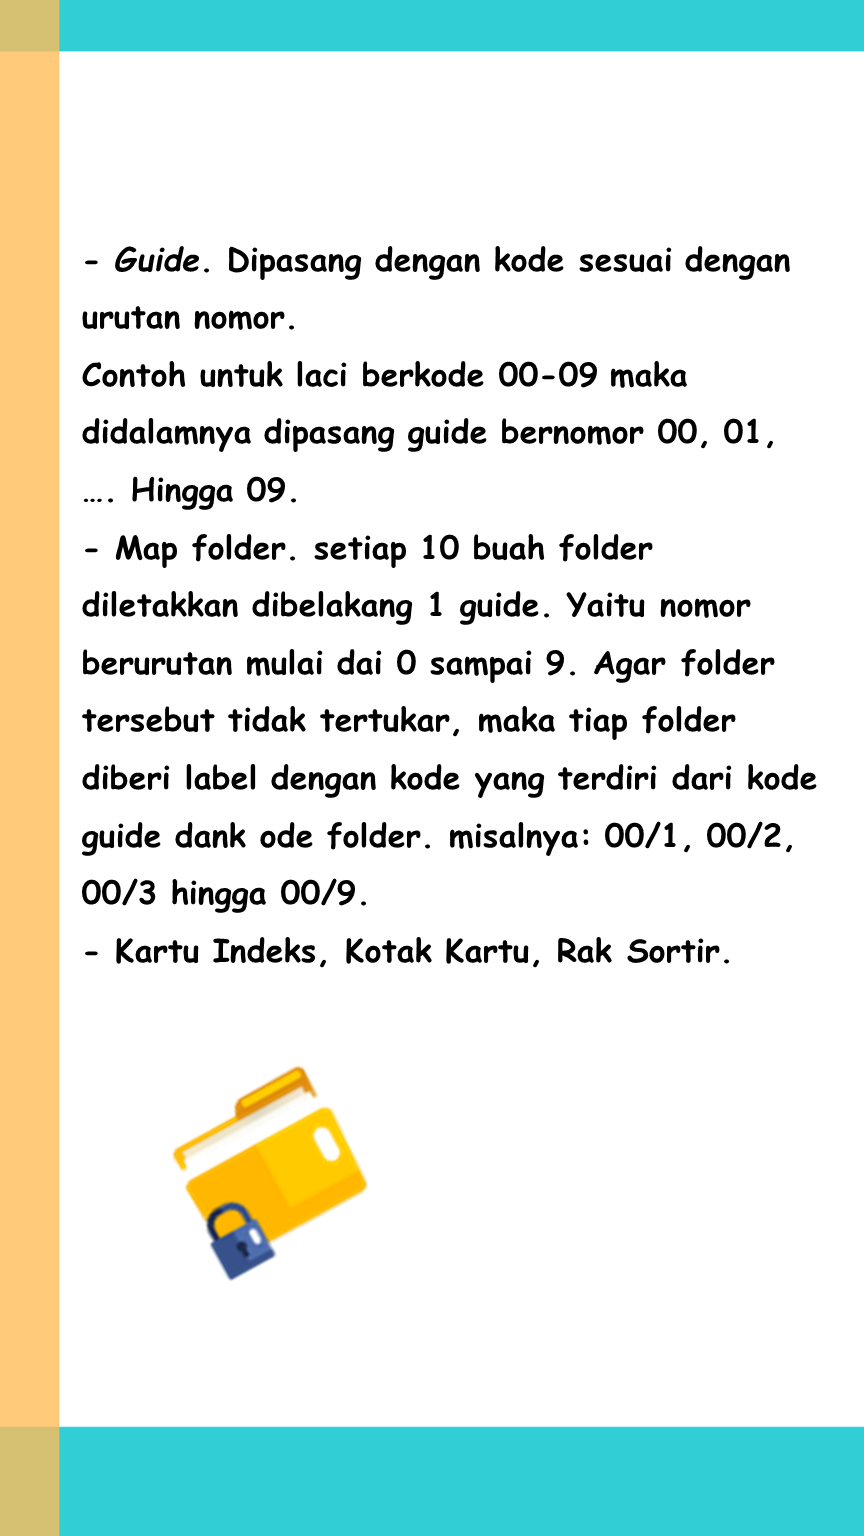 - Guide. Dipasang dengan kode sesuai dengan
urutan nomor.
Contoh untuk laci berkode 00-09 maka
didalamnya dipasang guide bernomor 00, 01,
…. Hingga 09.
- Map folder. setiap 10 buah folder
diletakkan dibelakang 1 guide. Yaitu nomor
berurutan mulai dai 0 sampai 9. Agar folder
tersebut tidak tertukar, maka tiap folder
diberi label dengan kode yang terdiri dari kode
guide dank ode folder. misalnya: 00/1, 00/2,
00/3 hingga 00/9.
- Kartu Indeks, Kotak Kartu, Rak Sortir.